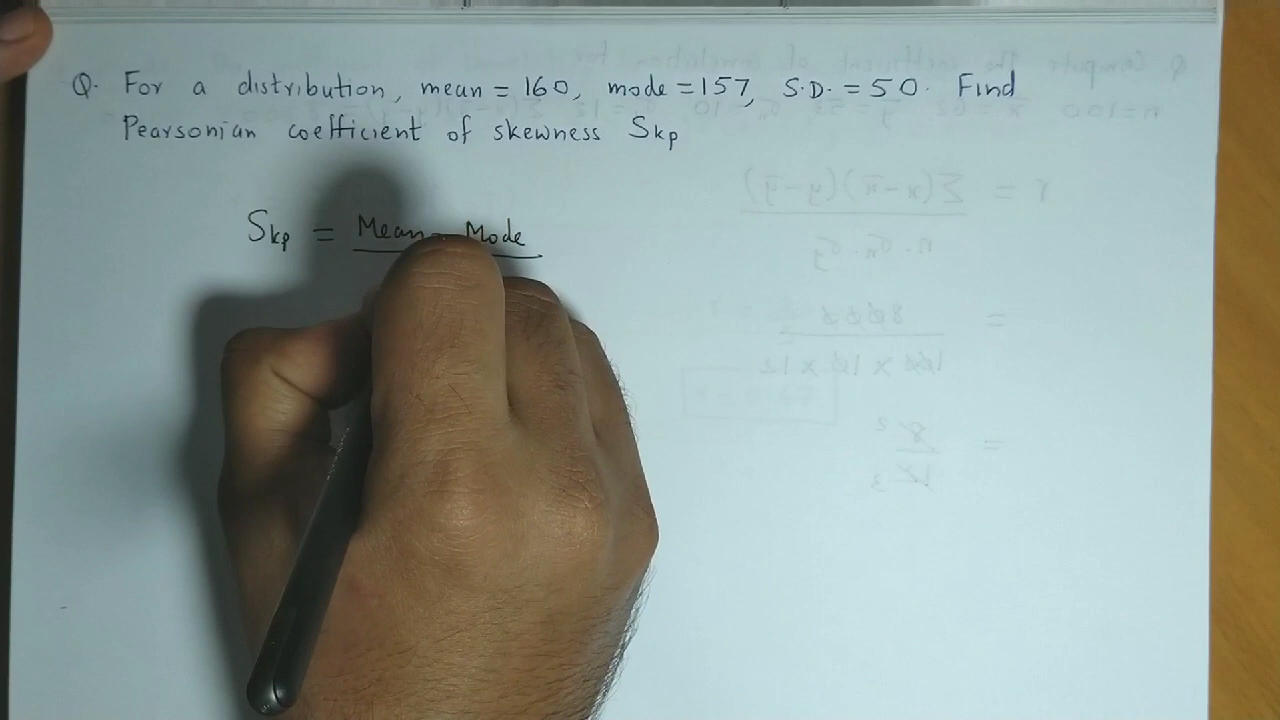 Q. For a distribution, mean = 160, mode = 157, S.D. = 50. Find
Pearsonian coefficient of skewness Skp
Skp = Mean - Mode